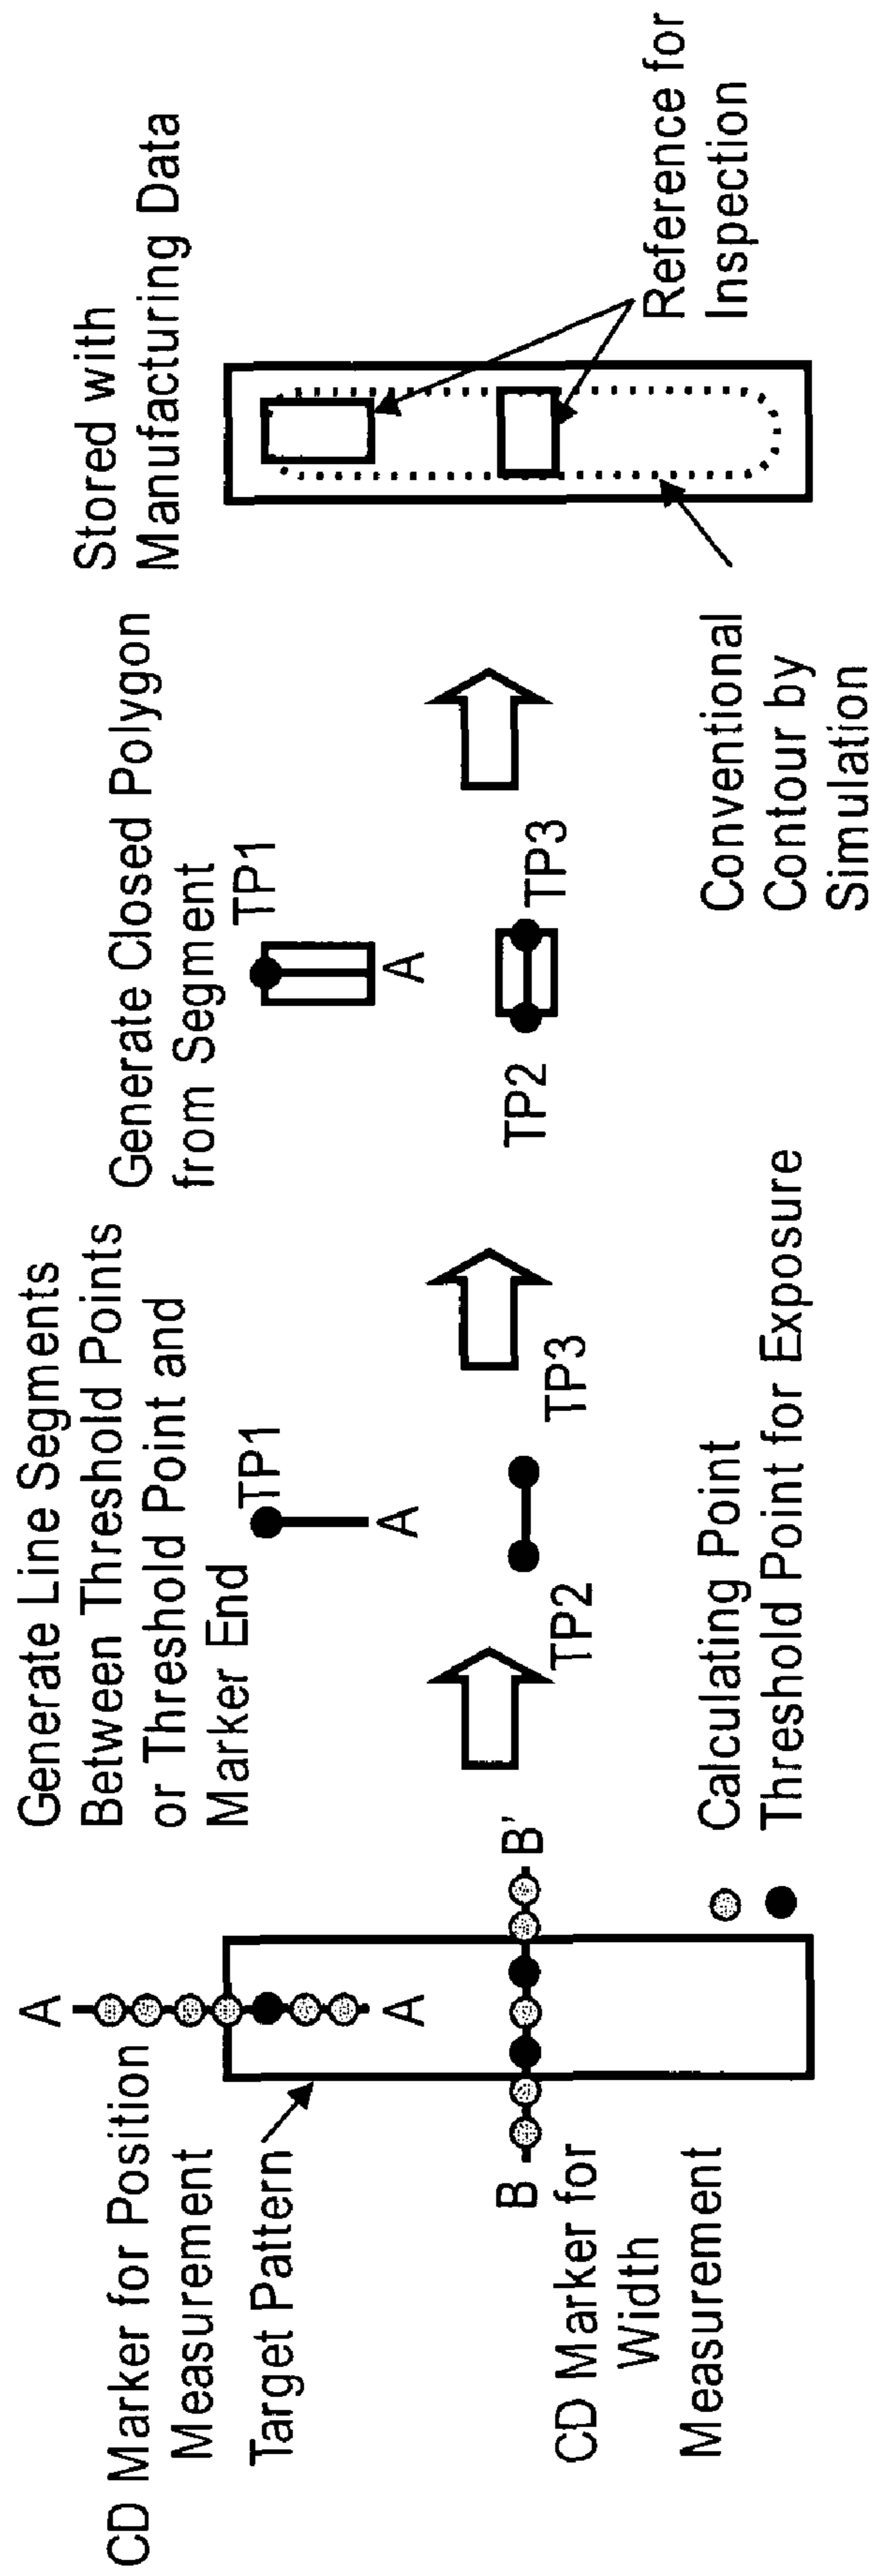 CD Marker for Position
Measurement
A
A
Target Pattern
B
B'
CD Marker for
Width
Measurement
Generate Line Segments
Between Threshold Points
or Threshold Point and
Marker End
TP1
A
TP2
TP3
Calculating Point
Threshold Point for Exposure
Generate Closed Polygon
from Segment
TP1
A
TP2
TP3
Stored with
Manufacturing Data
Conventional
Contour by
Simulation
Reference for
Inspection